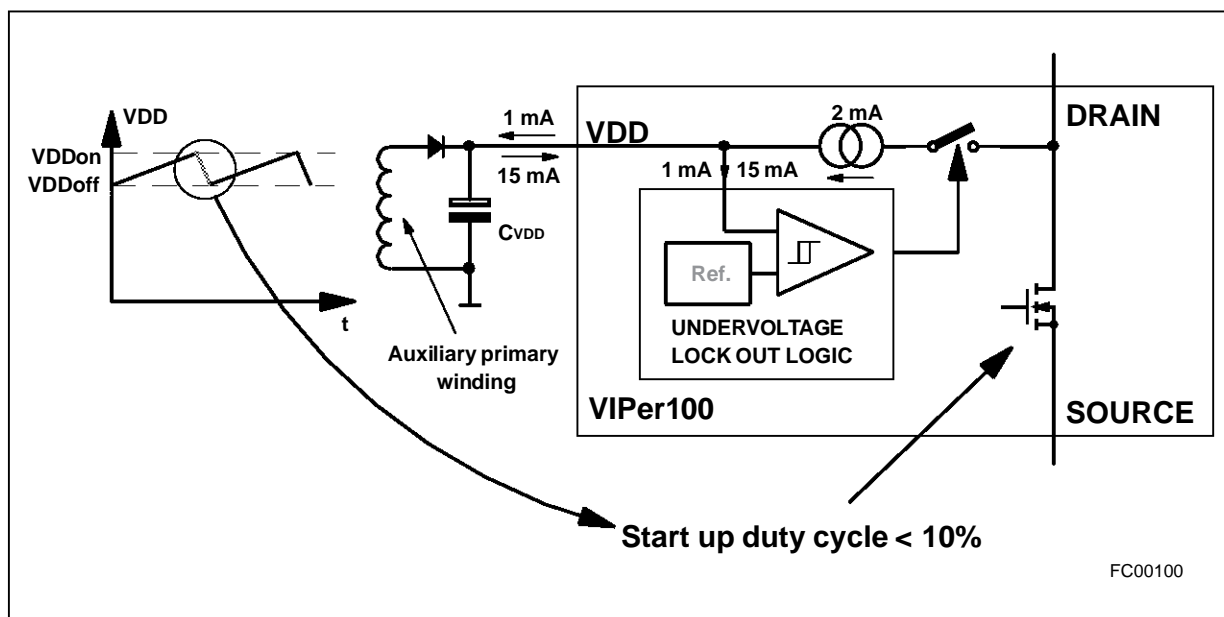 VDD
VDDon
VDDoff
t
1 mA
15 mA
CVDD
Auxiliary primary
winding
VDD
2 mA
1 mA
15 mA
DRAIN
Ref.
UNDERVOLTAGE
LOCK OUT LOGIC
VIPer100
SOURCE
Start up duty cycle < 10%
FC00100